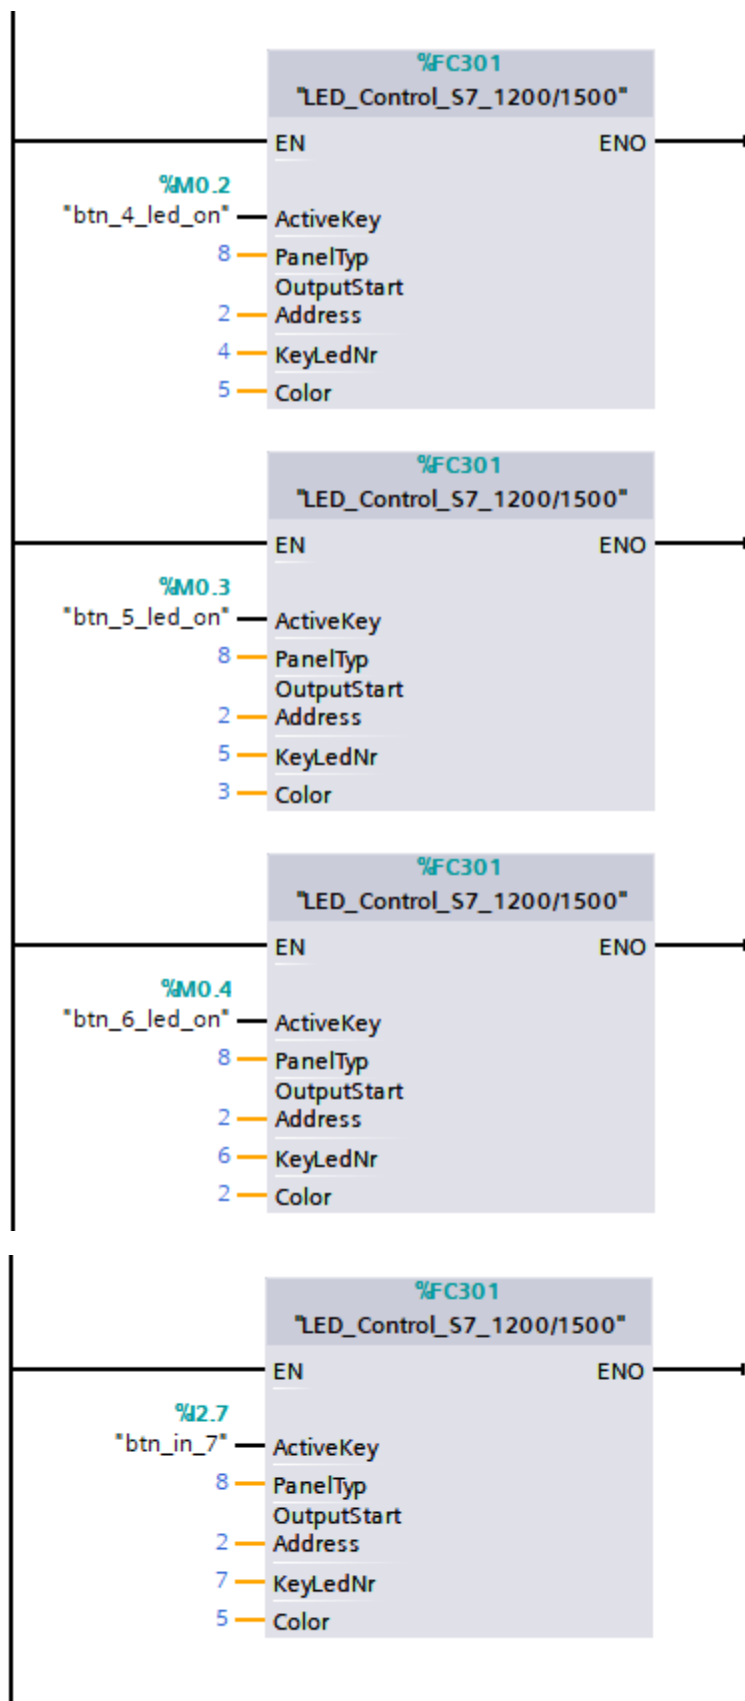 %FC301
"LED_Control_S7_1200/1500"
EN ENO
%M0.2
"btn_4_led_on" ActiveKey
8 PanelTyp
OutputStart
2 Address
4 KeyLedNr
5 Color
%FC301
"LED_Control_S7_1200/1500"
EN ENO
%M0.3
"btn_5_led_on" ActiveKey
8 PanelTyp
OutputStart
2 Address
5 KeyLedNr
3 Color
%FC301
"LED_Control_S7_1200/1500"
EN ENO
%M0.4
"btn_6_led_on" ActiveKey
8 PanelTyp
OutputStart
2 Address
6 KeyLedNr
2 Color
%FC301
"LED_Control_S7_1200/1500"
EN ENO
%I2.7
"btn_in_7" ActiveKey
8 PanelTyp
OutputStart
2 Address
7 KeyLedNr
5 Color